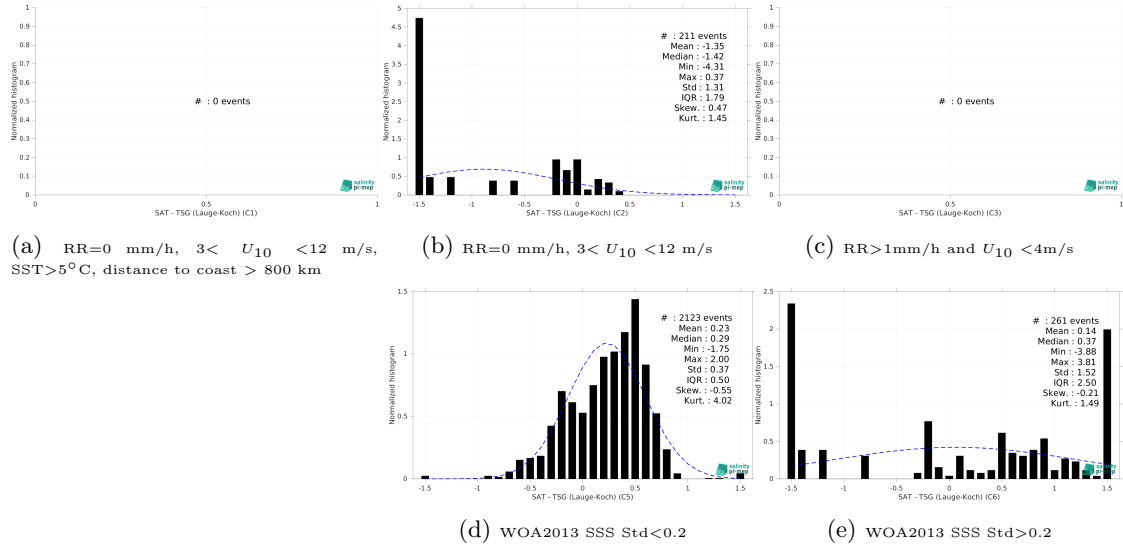 1
0.9
0.8
0.7
0.6
0.5
0.4
0.3
0.2
0.1
0
Normalized histogram
# : 0 events
salinity
pi-mep
0 0.5 1
SAT - TSG (Lauge-Koch) (C1)
(a) RR=0 mm/h, 3< U10 <12 m/s,
SST>5°C, distance to coast > 800 km
5
4.5
4
3.5
3
2.5
2
1.5
1
0.5
0
Normalized histogram
# : 211 events
Mean : -1.35
Median : -1.42
Min : -4.31
Max : 0.37
Std : 1.31
IQR : 1.79
Skew. : 0.47
Kurt. : 1.45
salinity
pi-mep
-1.5 -1 -0.5 0 0.5 1 1.5
SAT - TSG (Lauge-Koch) (C2)
(b) RR=0 mm/h, 3< U10 <12 m/s
1
0.9
0.8
0.7
0.6
0.5
0.4
0.3
0.2
0.1
0
Normalized histogram
# : 0 events
salinity
pi-mep
0 0.5 1
SAT - TSG (Lauge-Koch) (C3)
(c) RR>1mm/h and U10 <4m/s
1.5
1
0.5
0
Normalized histogram
# : 2123 events
Mean : 0.23
Median : 0.29
Min : -1.75
Max : 2.00
Std : 0.37
IQR : 0.50
Skew. : -0.55
Kurt. : 4.02
salinity
pi-mep
-1.5 -1 -0.5 0 0.5 1 1.5
SAT - TSG (Lauge-Koch) (C5)
(d) WOA2013 SSS Std<0.2
2.5
2
1.5
1
0.5
0
Normalized histogram
# : 261 events
Mean : 0.14
Median : 0.37
Min : -3.88
Max : 3.81
Std : 1.52
IQR : 2.50
Skew. : -0.21
Kurt. : 1.49
salinity
pi-mep
-1.5 -1 -0.5 0 0.5 1 1.5
SAT - TSG (Lauge-Koch) (C6)
(e) WOA2013 SSS Std>0.2